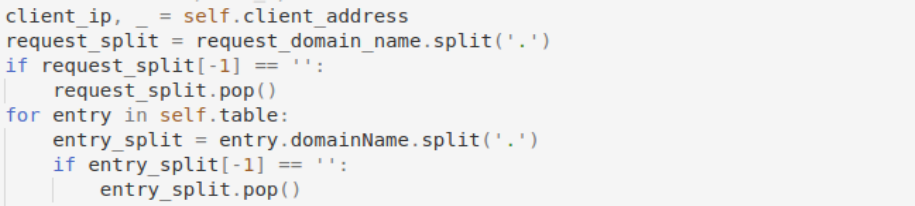 client_ip, _ = self.client_address
request_split = request_domain_name.split('.')
if request_split[-1] == '':
    request_split.pop()
for entry in self.table:
    entry_split = entry.domainName.split('.')
    if entry_split[-1] == '':
        entry_split.pop()